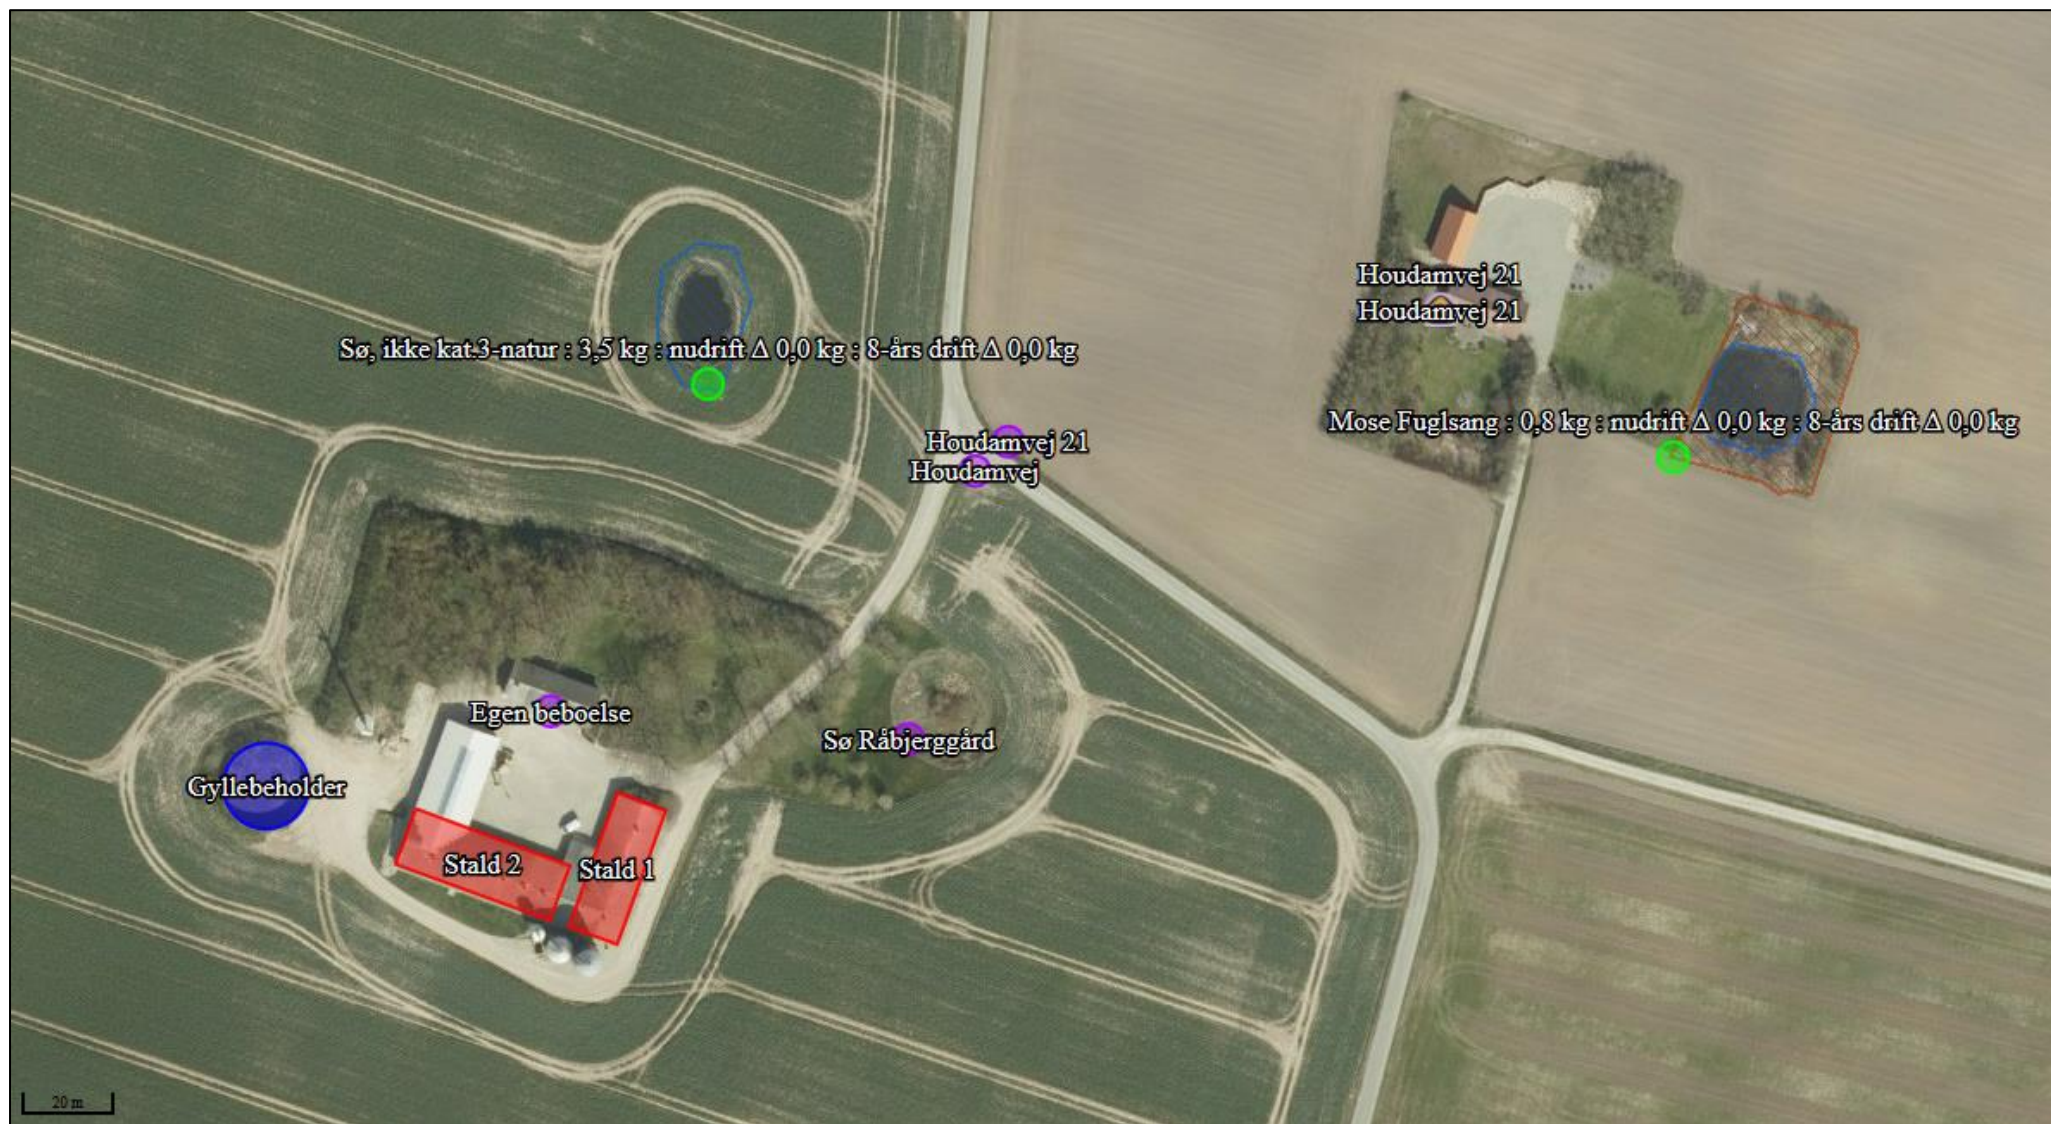 Houdamvej 21
Houdamvej 21
Sø, ikke kat.3-natur : 3,5 kg : nudrift Δ 0,0 kg : 8-års drift Δ 0,0 kg
Mose Fuglsang : 0,8 kg : nudrift Δ 0,0 kg : 8-års drift Δ 0,0 kg
Houdamvej 21
Houdamvej
Egen beboelse
Sø Råbjerggård
Gyllebeholder
Stald 2
Stald 1
20 m